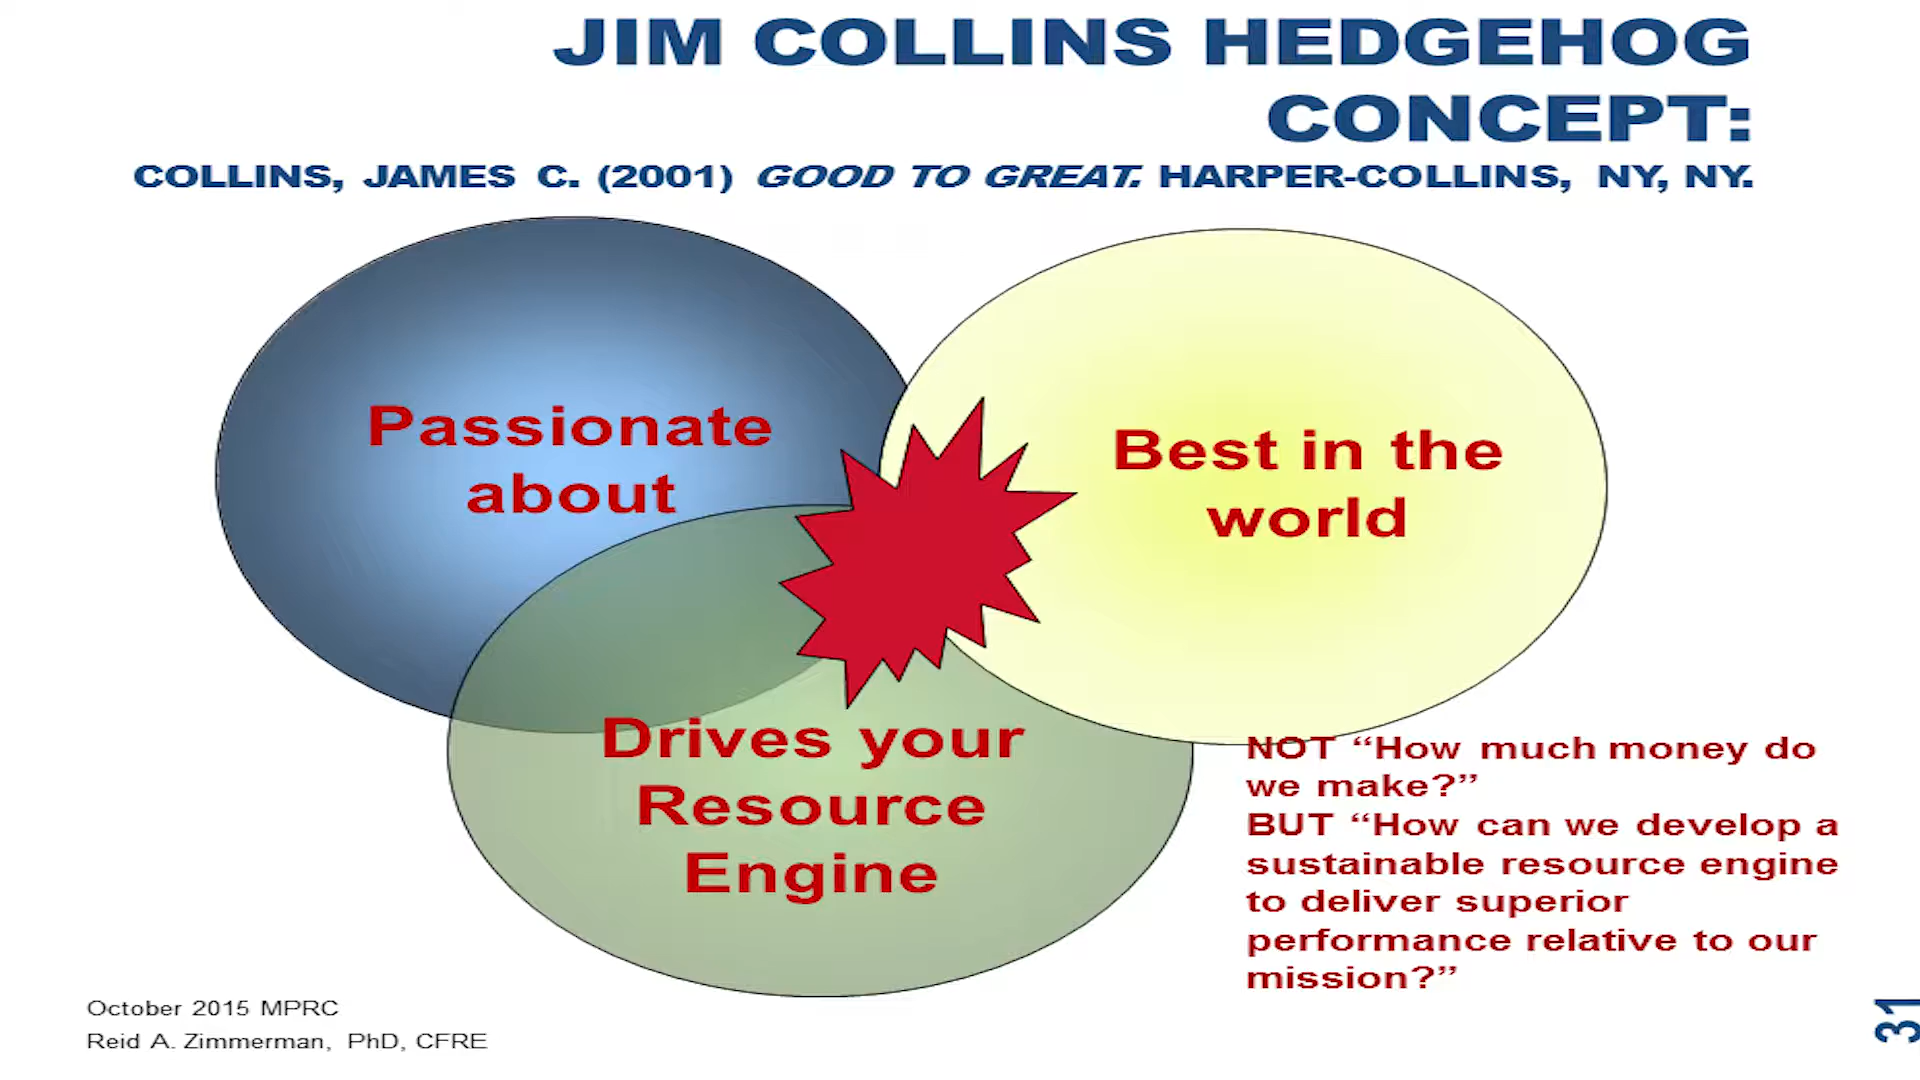 JIM COLLINS HEDGEHOG
CONCEPT:
COLLINS, JAMES C. (2001) GOOD TO GREAT. HARPER-COLLINS, NY, NY.
Passionate
about
Best in the
world
Drives your
Resource
Engine
NOT “How much money do
we make?”
BUT “How can we develop a
sustainable resource engine
to deliver superior
performance relative to our
mission?”
October 2015 MPRC
Reid A. Zimmerman, PhD, CFRE
31